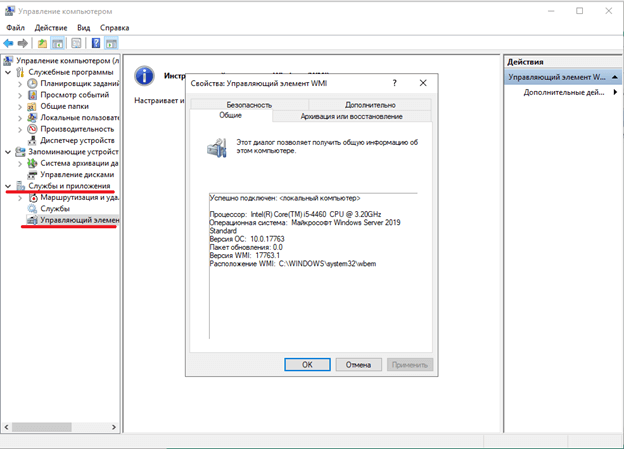 Управление компьютером
Файл Действие Вид Справка
Управление компьютером (л
Служебные программы
Планировщик заданий
Просмотр событий
Общие папки
Локальные пользовате
Производительность
Диспетчер устройств
Запоминающие устройст
Система архивации да
Управление дисками
Службы и приложения
Маршрутизация и уда
Службы
Управляющий элемен
Настраивает и
Свойства: Управляющий элемент WMI
Безопасность Дополнительно
Общие Архивация или восстановление
Этот диалог позволяет получить общую информацию об
этом компьютере.
Успешно подключен: <локальный компьютер>
Процессор: Intel(R) Core(TM) i5-4460 CPU @ 3.20GHz
Операционная система: Майкрософт Windows Server 2019
Standard
Версия ОС: 10.0.17763
Пакет обновления: 0.0
Версия WMI: 17763.1
Расположение WMI: C:\WINDOWS\system32\wbem
OK Отмена Применить
Действия
Управляющий элемент W...
Дополнительные дей...